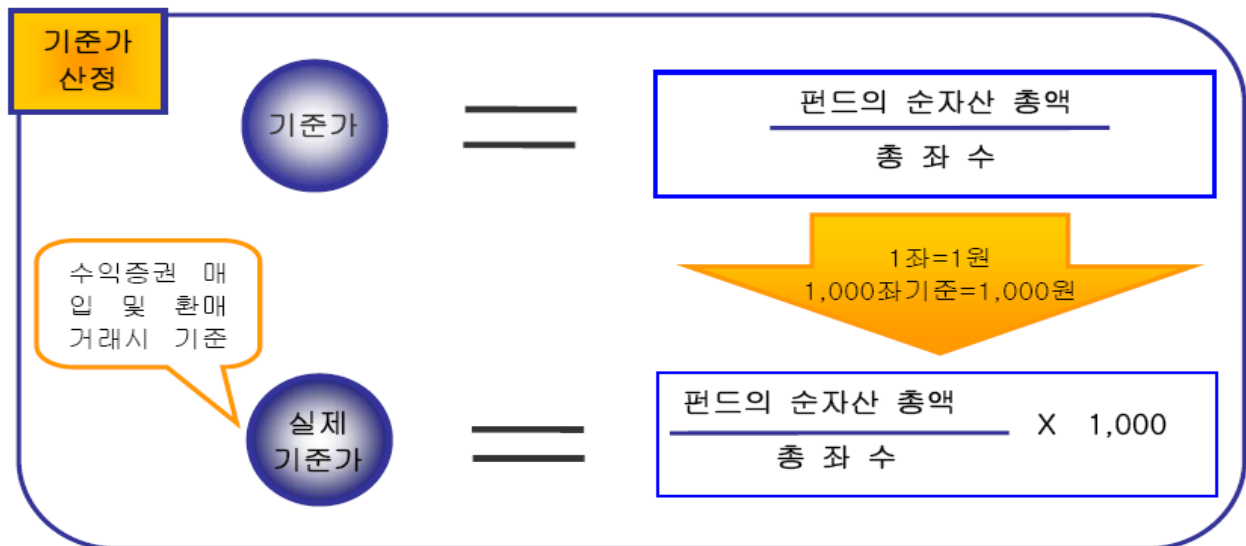 기준가
산정
기준가
펀드의 순자산 총액
총 좌 수
1좌=1원
1,000좌기준=1,000원
수익증권 매
입 및 환매
거래시 기준
실제
기준가
펀드의 순자산 총액
총 좌 수
X 1,000